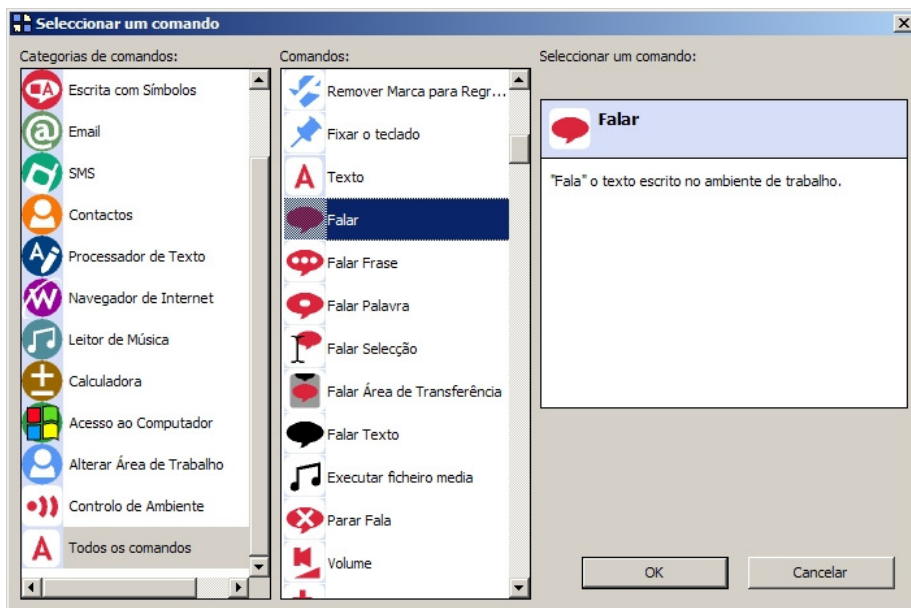 Seleccionar um comando
Categorias de comandos:
Escrita com Símbolos
Email
SMS
Contactos
Processador de Texto
Navegador de Internet
Leitor de Música
Calculadora
Acesso ao Computador
Alterar Área de Trabalho
Controlo de Ambiente
Todos os comandos
Comandos:
Remover Marca para Regr...
Fixar o teclado
Texto
Falar
Falar Frase
Falar Palavra
Falar Selecção
Falar Área de Transferência
Falar Texto
Executar ficheiro media
Parar Fala
Volume
Seleccionar um comando:
Falar
"Fala" o texto escrito no ambiente de trabalho.
OK
Cancelar